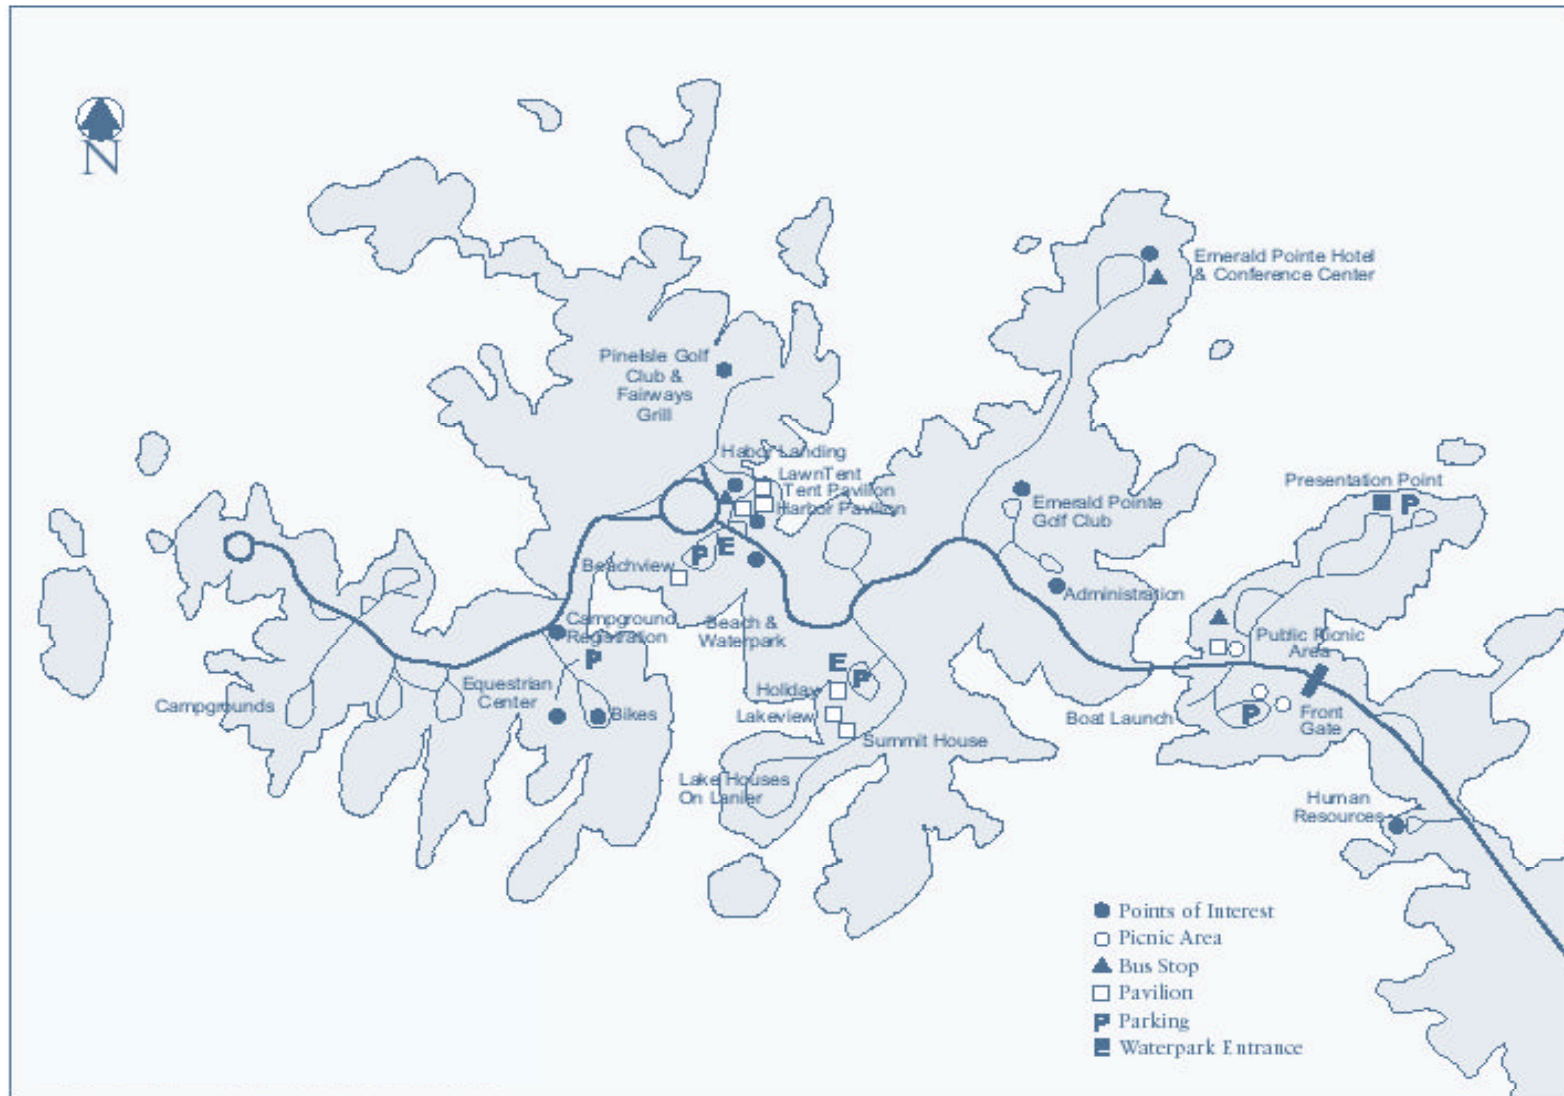 N
Emerald Pointe Hotel
& Conference Center
PineIsle Golf
Club &
Fairways
Grill
Habor Landing
LawnTent
Tent Pavilion
Harbor Pavilion
Presentation Point
P
Emerald Pointe
Golf Club
E
P
Beachview
Administration
Campground
Registration
Beach &
Waterpark
Public Picnic
Area
P
E
P
Equestrian
Center
Holiday
Campgrounds
Bikes
Lakeview
Boat Launch
P
Front
Gate
Summit House
Lake Houses
On Lanier
Human
Resources
Points of Interest
Picnic Area
Bus Stop
Pavilion
P Parking
E Waterpark Entrance